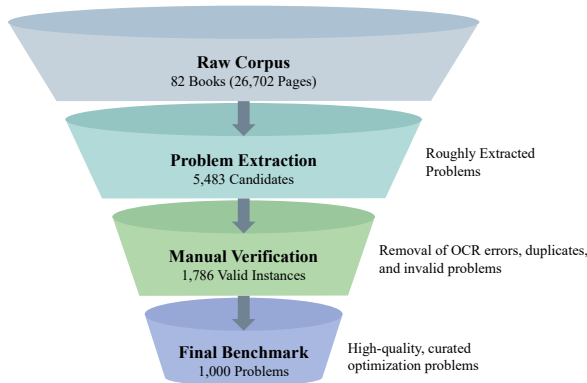 Raw Corpus
82 Books (26,702 Pages)
Problem Extraction
5,483 Candidates
Roughly Extracted
Problems
Manual Verification
1,786 Valid Instances
Removal of OCR errors, duplicates,
and invalid problems
Final Benchmark
1,000 Problems
High-quality, curated
optimization problems